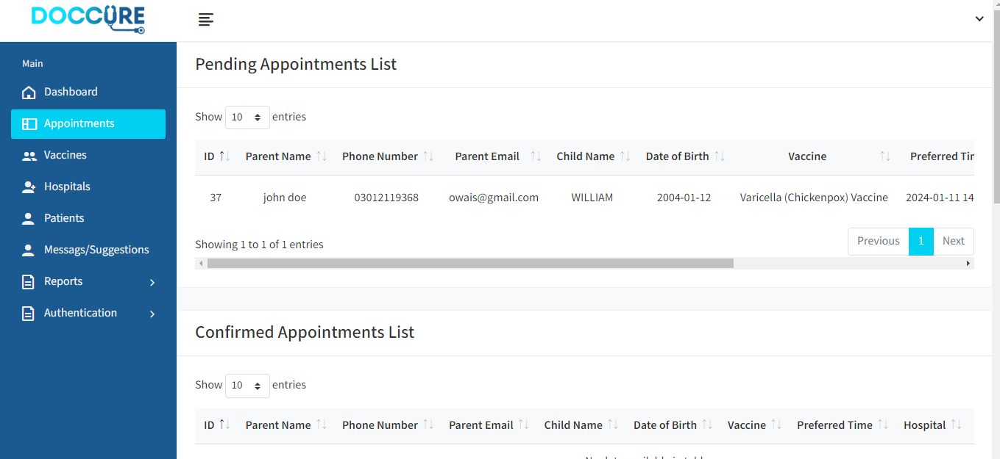 DOCCURE
Main
Dashboard
Appointments
Vaccines
Hospitals
Patients
Messags/Suggestions
Reports
Authentication
Pending Appointments List
Show 10 entries
ID Parent Name Phone Number Parent Email Child Name Date of Birth Vaccine Preferred Tim
37 john doe 03012119368 owais@gmail.com WILLIAM 2004-01-12 Varicella (Chickenpox) Vaccine 2024-01-11 14
Showing 1 to 1 of 1 entries
Previous 1 Next
Confirmed Appointments List
Show 10 entries
ID Parent Name Phone Number Parent Email Child Name Date of Birth Vaccine Preferred Time Hospital